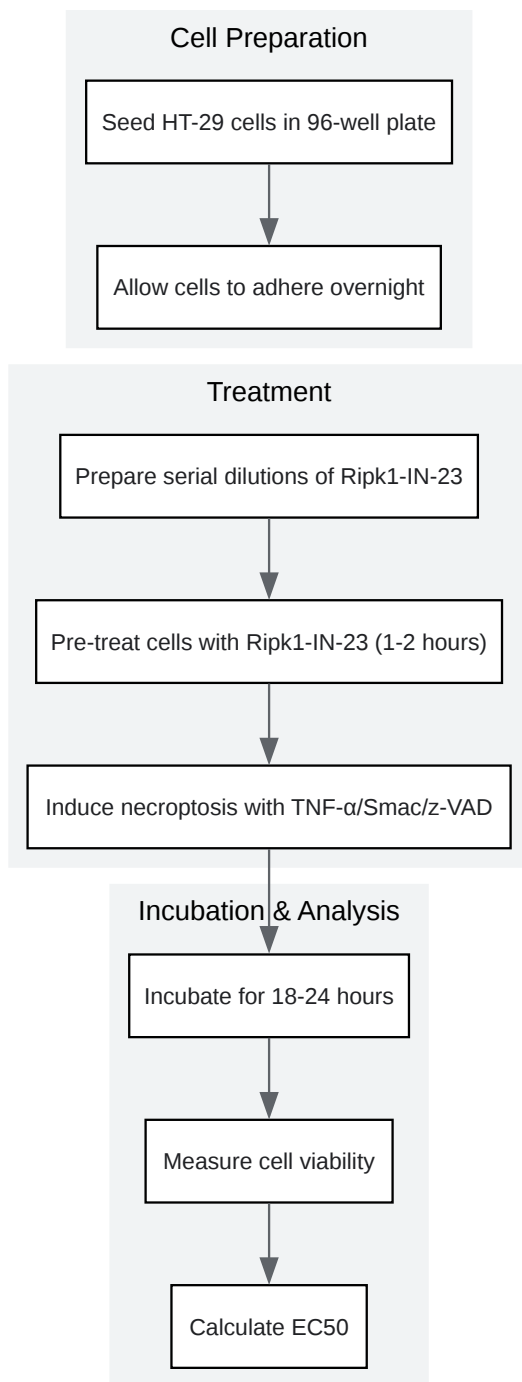 Cell Preparation
Seed HT-29 cells in 96-well plate
Allow cells to adhere overnight
Treatment
Prepare serial dilutions of Ripk1-IN-23
Pre-treat cells with Ripk1-IN-23 (1-2 hours)
Induce necroptosis with TNF-α/Smac/z-VAD
Incubation & Analysis
Incubate for 18-24 hours
Measure cell viability
Calculate EC50